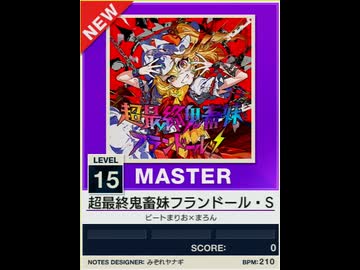 NEW
超最終鬼畜妹
フランドール・S
LEVEL
15
MASTER
超最終鬼畜妹フランドール・S
ビートまりお×まろん
SCORE: 0
NOTES DESIGNER: みぞれヤナギ BPM: 210